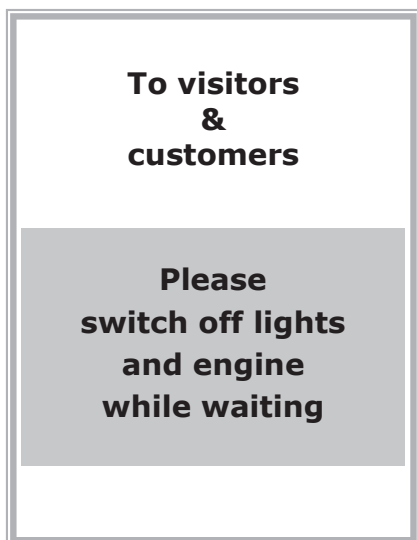 To visitors
&
customers
Please
switch off lights
and engine
while waiting